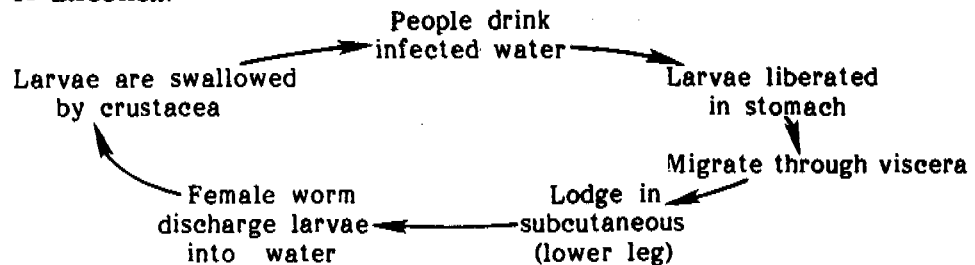 People drink
infected water
Larvae liberated
in stomach
Migrate through viscera
Lodge in
subcutaneous
(lower leg)
Female worm
discharge larvae
into water
Larvae are swallowed
by crustacea